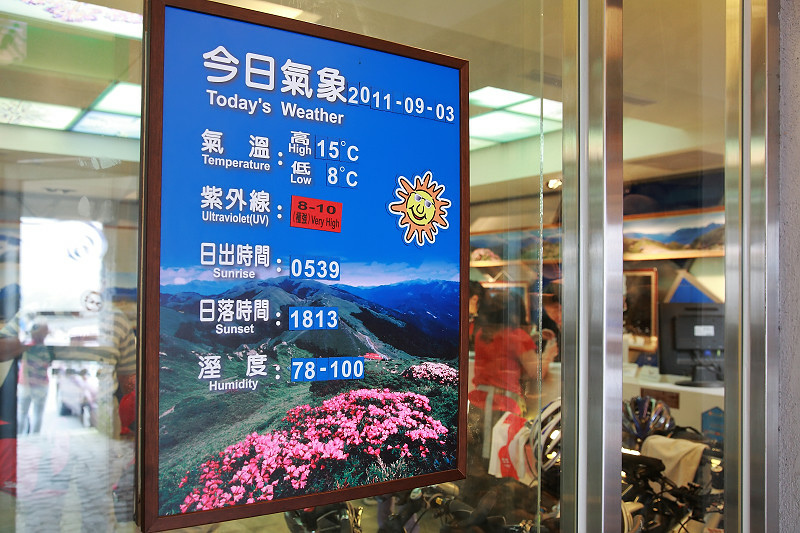 今日氣象 2011-09-03
Today's Weather
氣溫 : 高 High 15°C
Temperature 低 Low 8°C
紫外線 : 8-10
Ultraviolet(UV) (極強) Very High
日出時間 : 0539
Sunrise
日落時間 : 1813
Sunset
溼度 : 78-100
Humidity